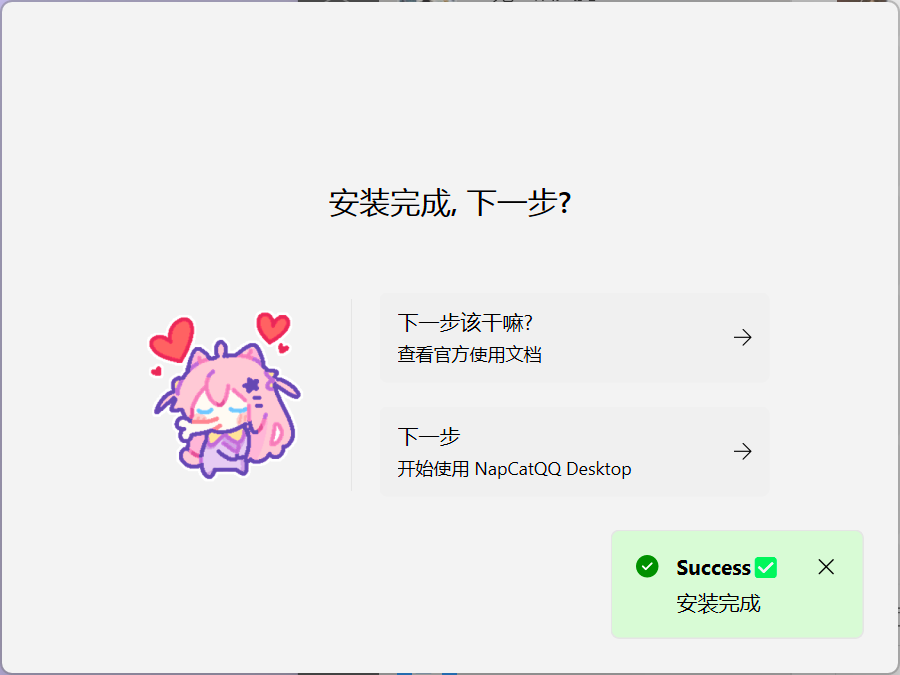 安装完成, 下一步?
下一步该干嘛?
查看官方使用文档
下一步
开始使用 NapCatQQ Desktop
Success✅
安装完成